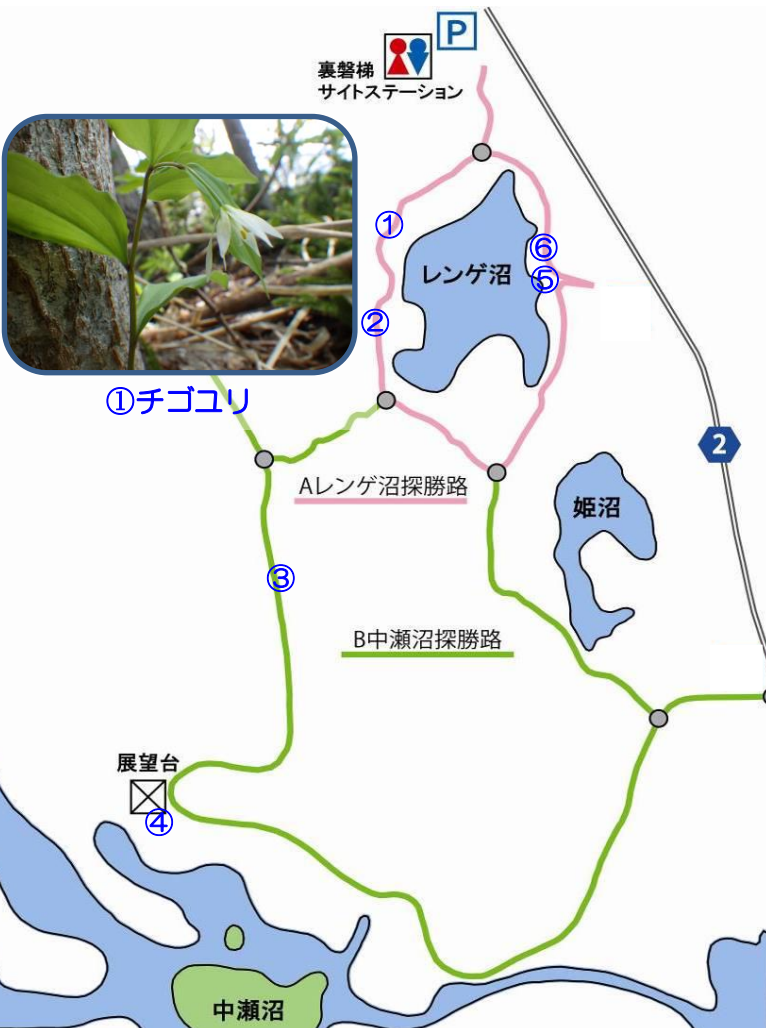 P
裏磐梯
サイトステーション
①
⑥
レンゲ沼
⑤
②
①チゴユリ
2
Aレンゲ沼探勝路
姫沼
③
B中瀬沼探勝路
展望台
④
中瀬沼